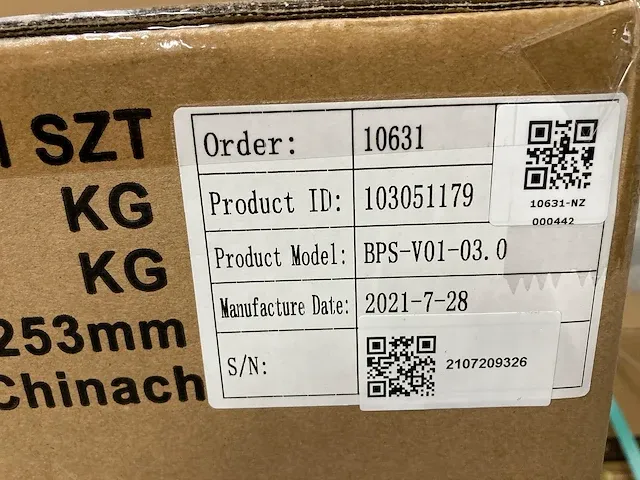 SZT
KG
KG
253mm
Chinach
Order: 10631
Product ID: 103051179
Product Model: BPS-V01-03.0
Manufacture Date: 2021-7-28
S/N: 2107209326
10631-NZ
000442